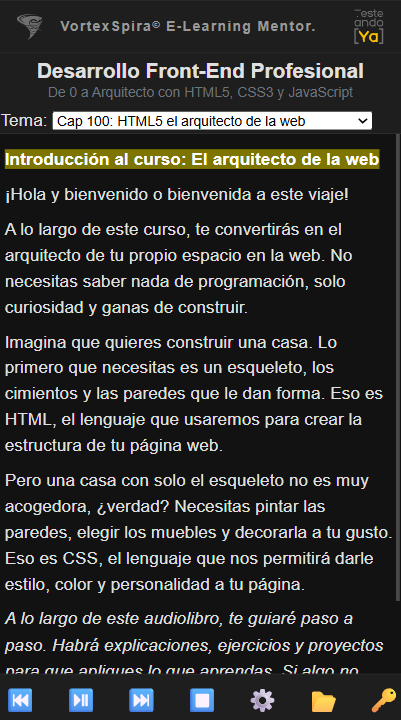 VortexSpira® E-Learning Mentor.
este
ando
[Ya]
Desarrollo Front-End Profesional
De 0 a Arquitecto con HTML5, CSS3 y JavaScript
Tema: Cap 100: HTML5 el arquitecto de la web
Introducción al curso: El arquitecto de la web
¡Hola y bienvenido o bienvenida a este viaje!
A lo largo de este curso, te convertirás en el
arquitecto de tu propio espacio en la web. No
necesitas saber nada de programación, solo
curiosidad y ganas de construir.
Imagina que quieres construir una casa. Lo
primero que necesitas es un esqueleto, los
cimientos y las paredes que le dan forma. Eso es
HTML, el lenguaje que usaremos para crear la
estructura de tu página web.
Pero una casa con solo el esqueleto no es muy
acogedora, ¿verdad? Necesitas pintar las
paredes, elegir los muebles y decorarla a tu gusto.
Eso es CSS, el lenguaje que nos permitirá darle
estilo, color y personalidad a tu página.
A lo largo de este audiolibro, te guiaré paso a
paso. Habrá explicaciones, ejercicios y proyectos
para que apliques lo que aprendas. Si algo no